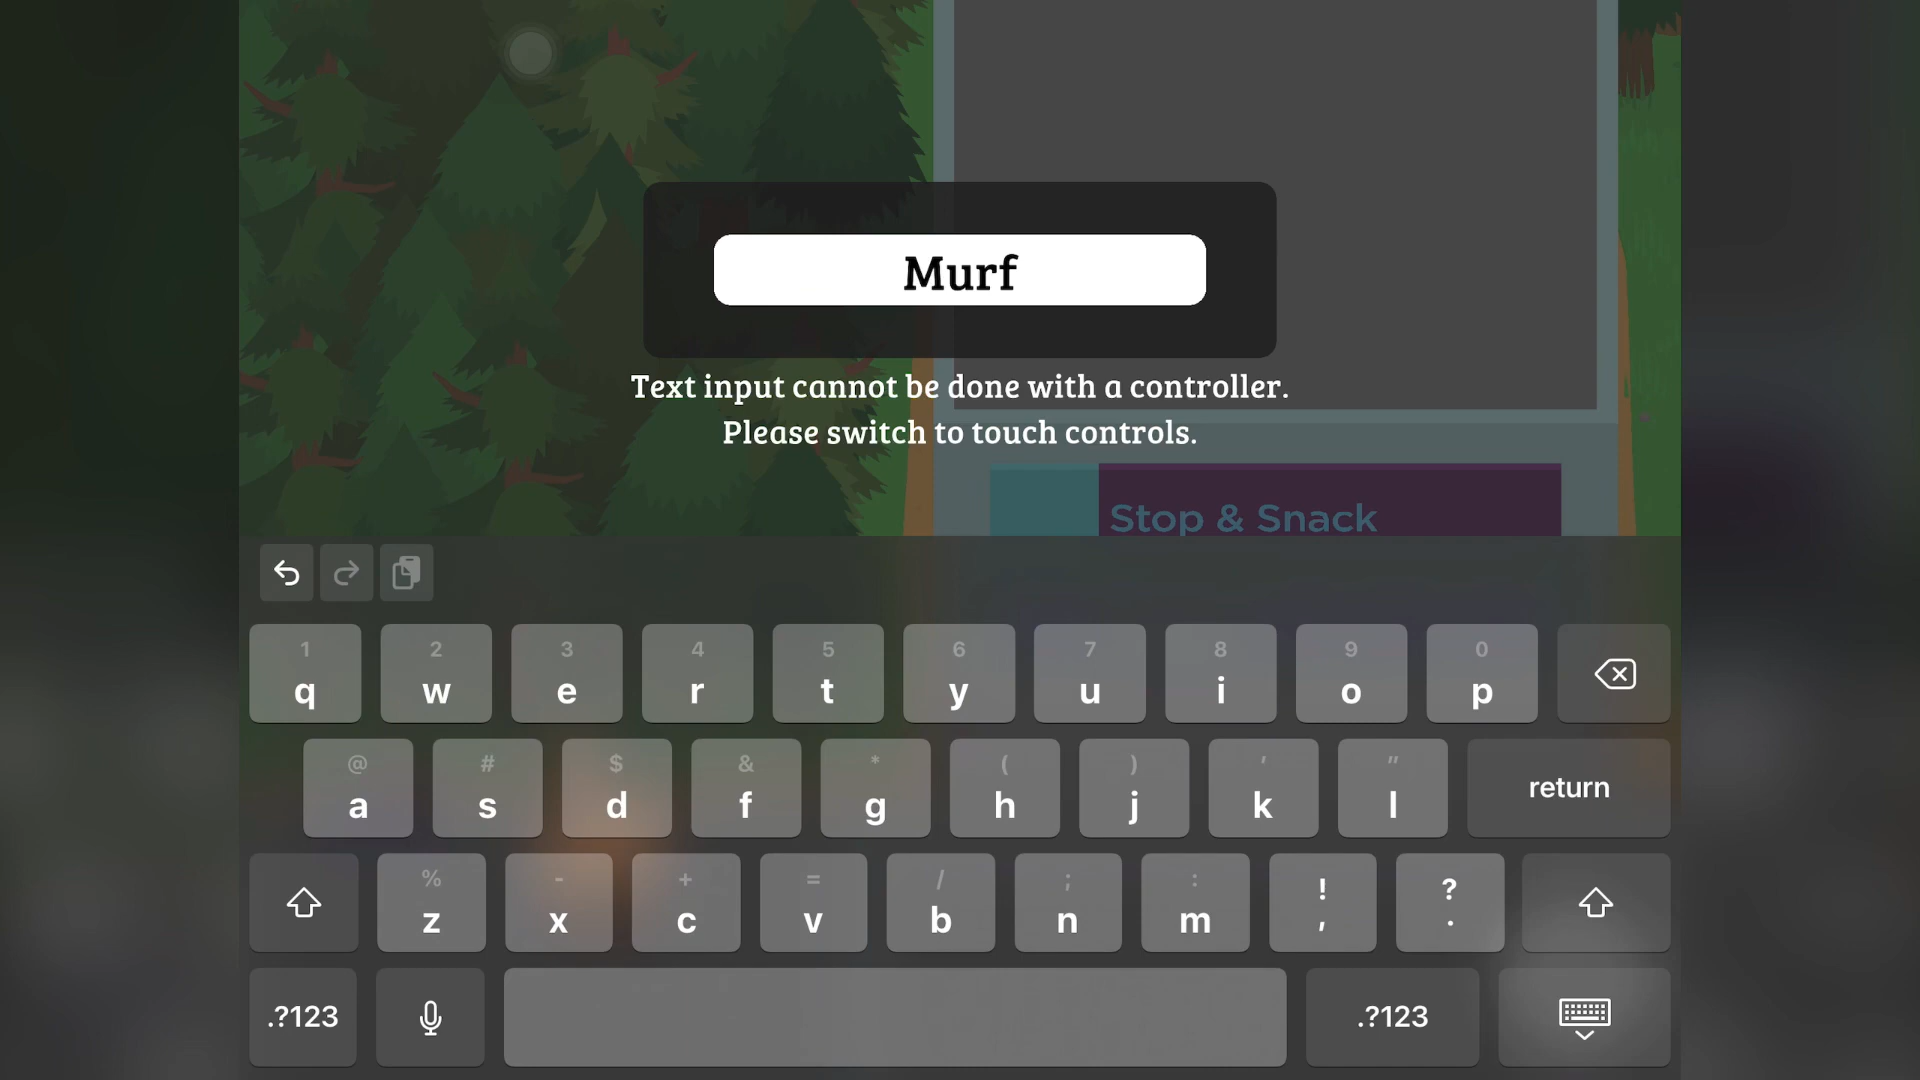 Murf
Text input cannot be done with a controller.
Please switch to touch controls.
Stop & Snack
1 2 3 4 5 6 7 8 9 0
q w e r t y u i o p
@ # $ & * ( ) ' "
a s d f g h j k l return
% - + = / ; : ! ?
z x c v b n m , .
.?123 .?123